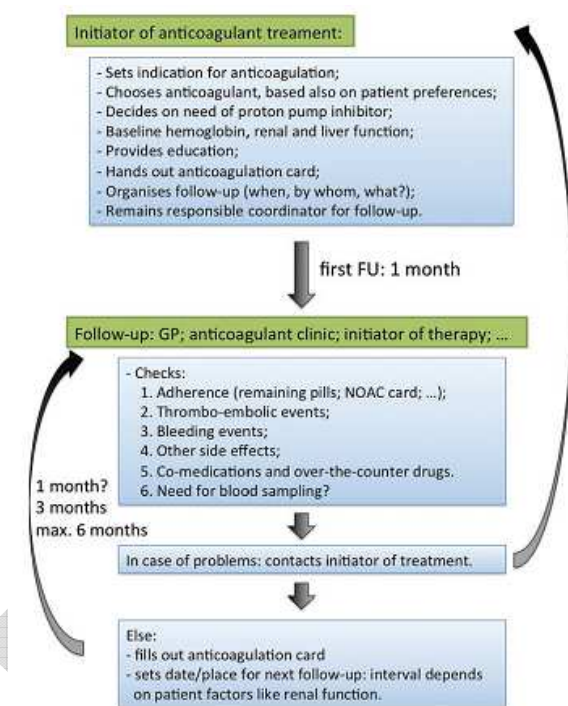 Initiator of anticoagulant treament:
- Sets indication for anticoagulation;
- Chooses anticoagulant, based also on patient preferences;
- Decides on need of proton pump inhibitor;
- Baseline hemoglobin, renal and liver function;
- Provides education;
- Hands out anticoagulation card;
- Organises follow-up (when, by whom, what?);
- Remains responsible coordinator for follow-up.
first FU: 1 month
Follow-up: GP; anticoagulant clinic; initiator of therapy; ...
- Checks:
1. Adherence (remaining pills; NOAC card; ...);
2. Thrombo-embolic events;
3. Bleeding events;
4. Other side effects;
5. Co-medications and over-the-counter drugs.
6. Need for blood sampling?
1 month?
3 months
max. 6 months
In case of problems: contacts initiator of treatment.
Else:
- fills out anticoagulation card
- sets date/place for next follow-up: interval depends
on patient factors like renal function.